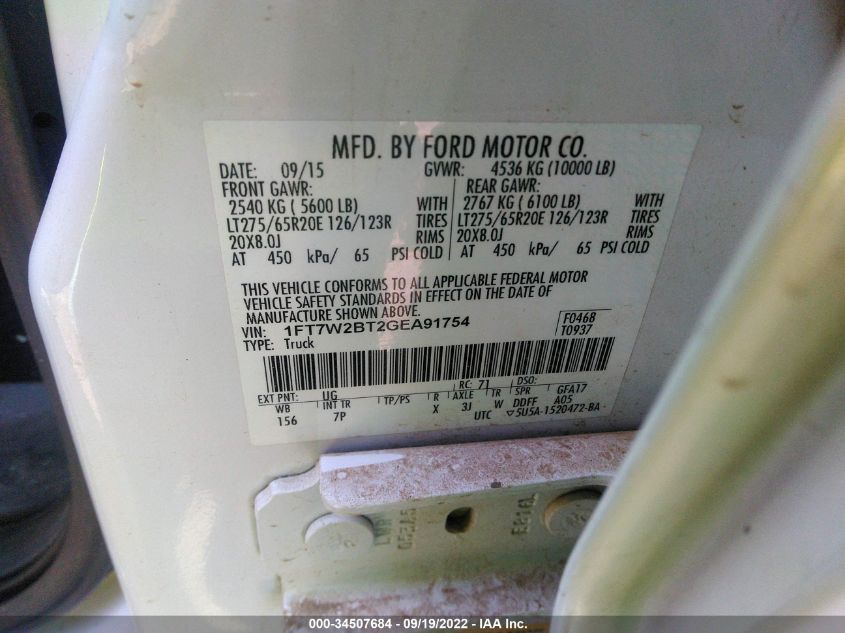 MFD. BY FORD MOTOR CO.
DATE: 09/15 GVWR: 4536 KG (10000 LB)
FRONT GAWR: REAR GAWR:
2540 KG ( 5600 LB) WITH 2767 KG ( 6100 LB) WITH
LT275/65R20E 126/123R TIRES LT275/65R20E 126/123R TIRES
20X8.0J RIMS 20X8.0J RIMS
AT 450 kPa/ 65 PSI COLD AT 450 kPa/ 65 PSI COLD
THIS VEHICLE CONFORMS TO ALL APPLICABLE FEDERAL MOTOR
VEHICLE SAFETY STANDARDS IN EFFECT ON THE DATE OF
MANUFACTURE SHOWN ABOVE.
VIN: 1FT7W2BT2GEA91754 F0468
TYPE: Truck T0937
EXT PNT: UG RC: 71 DSO:
WB INT TR TP/PS R AXLE TR SPR GFA17
156 7P X 3J W DDFF A05
UTC ▽5U5A-1520472-BA
000-34507684 - 09/19/2022 - IAA Inc.